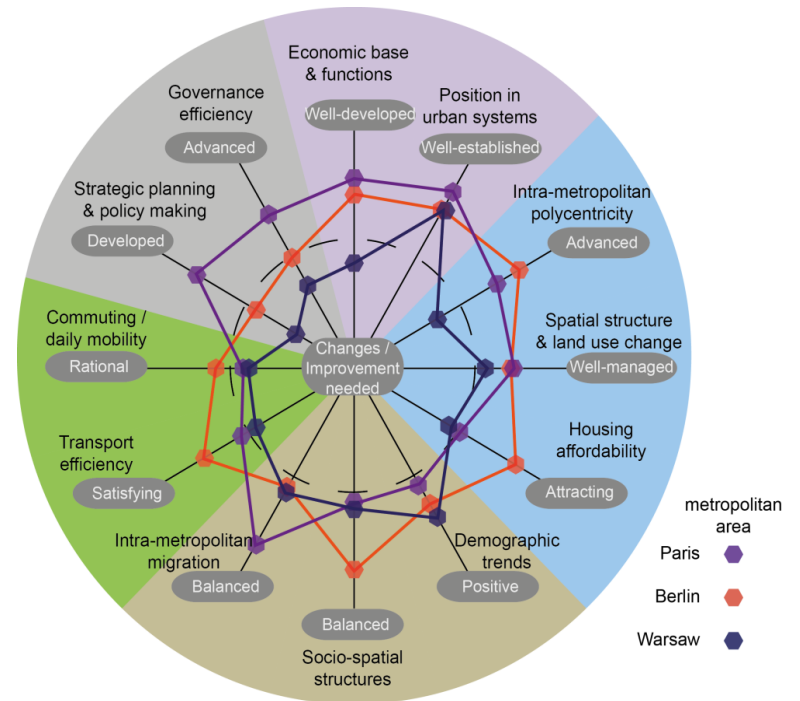 Economic base
& functions
Well-developed
Position in
urban systems
Well-established
Intra-metropolitan
polycentricity
Advanced
Spatial structure
& land use change
Well-managed
Housing
affordability
Attracting
Demographic
trends
Positive
Balanced
Socio-spatial
structures
Intra-metropolitan
migration
Balanced
Transport
efficiency
Satisfying
Commuting /
daily mobility
Rational
Strategic planning
& policy making
Developed
Governance
efficiency
Advanced
Changes /
Improvement
needed
metropolitan
area
Paris
Berlin
Warsaw